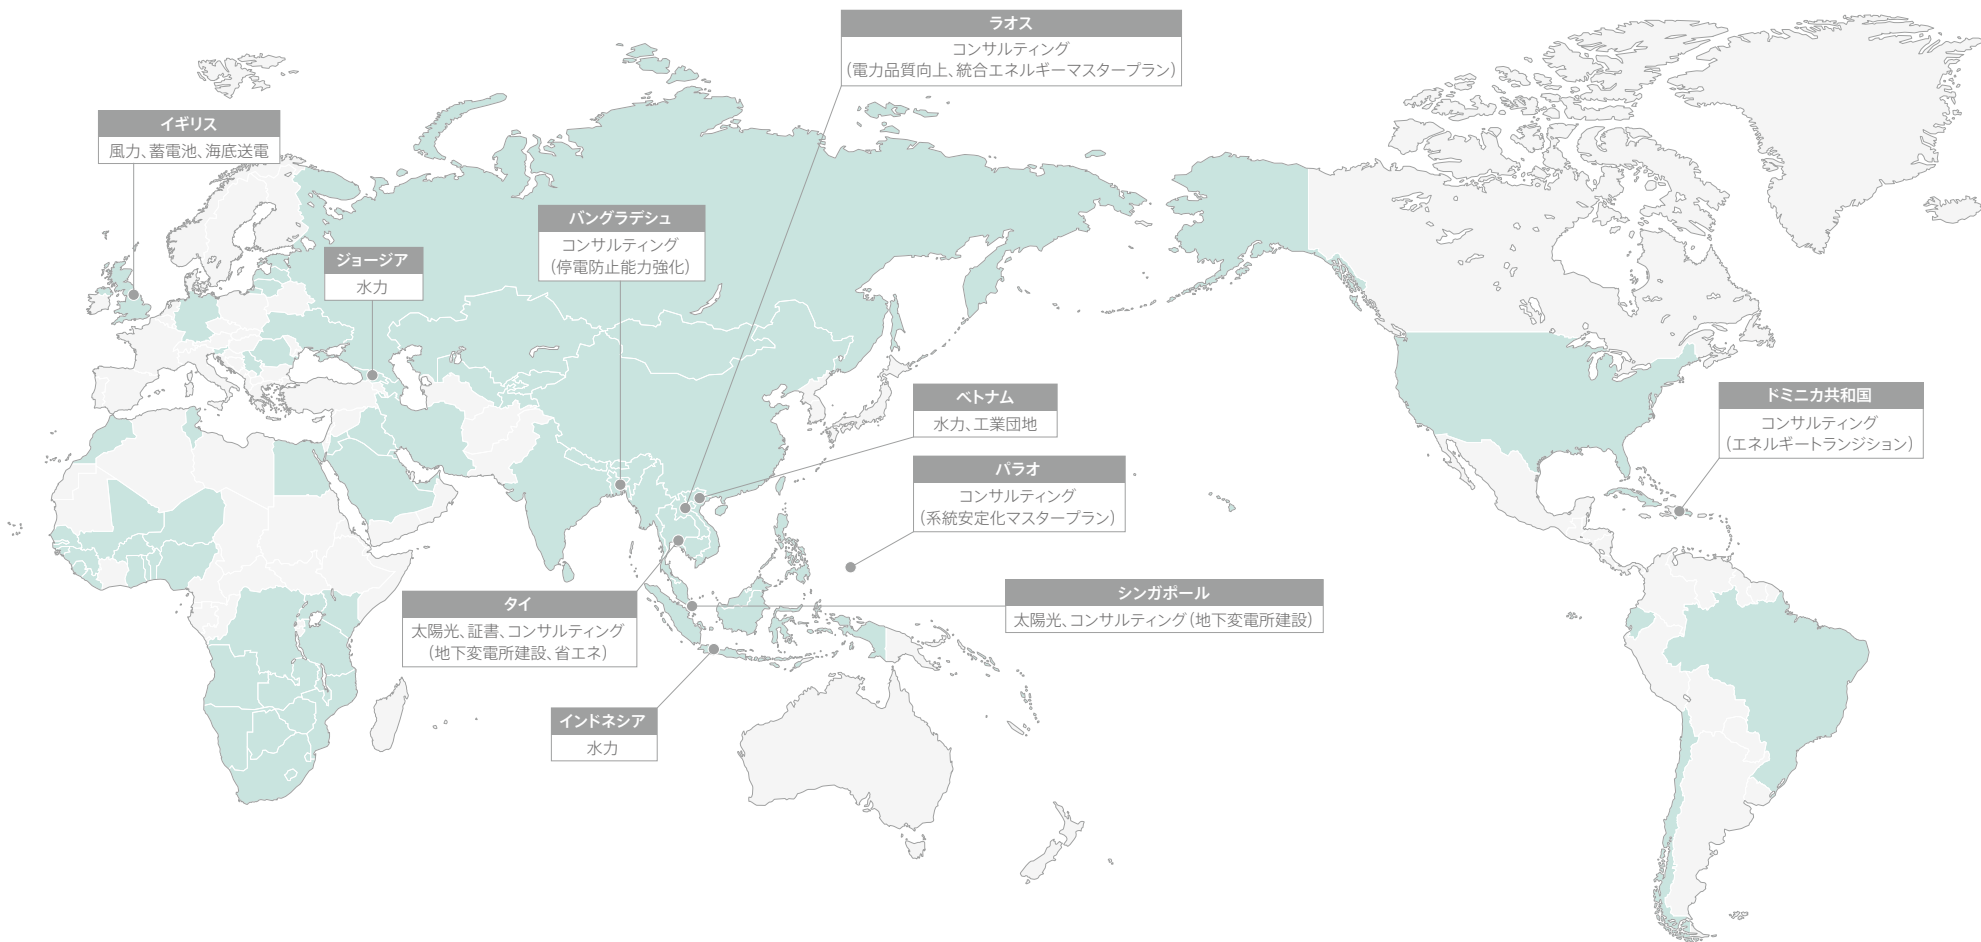 ラオス
コンサルティング
（電力品質向上、統合エネルギーマスタープラン）
イギリス
風力、蓄電池、海底送電
バングラデシュ
コンサルティング
（停電防止能力強化）
ジョージア
水力
ベトナム
水力、工業団地
ドミニカ共和国
コンサルティング
（エネルギートランジション）
パラオ
コンサルティング
（系統安定化マスタープラン）
シンガポール
太陽光、コンサルティング（地下変電所建設）
タイ
太陽光、証書、コンサルティング
（地下変電所建設、省エネ）
インドネシア
水力